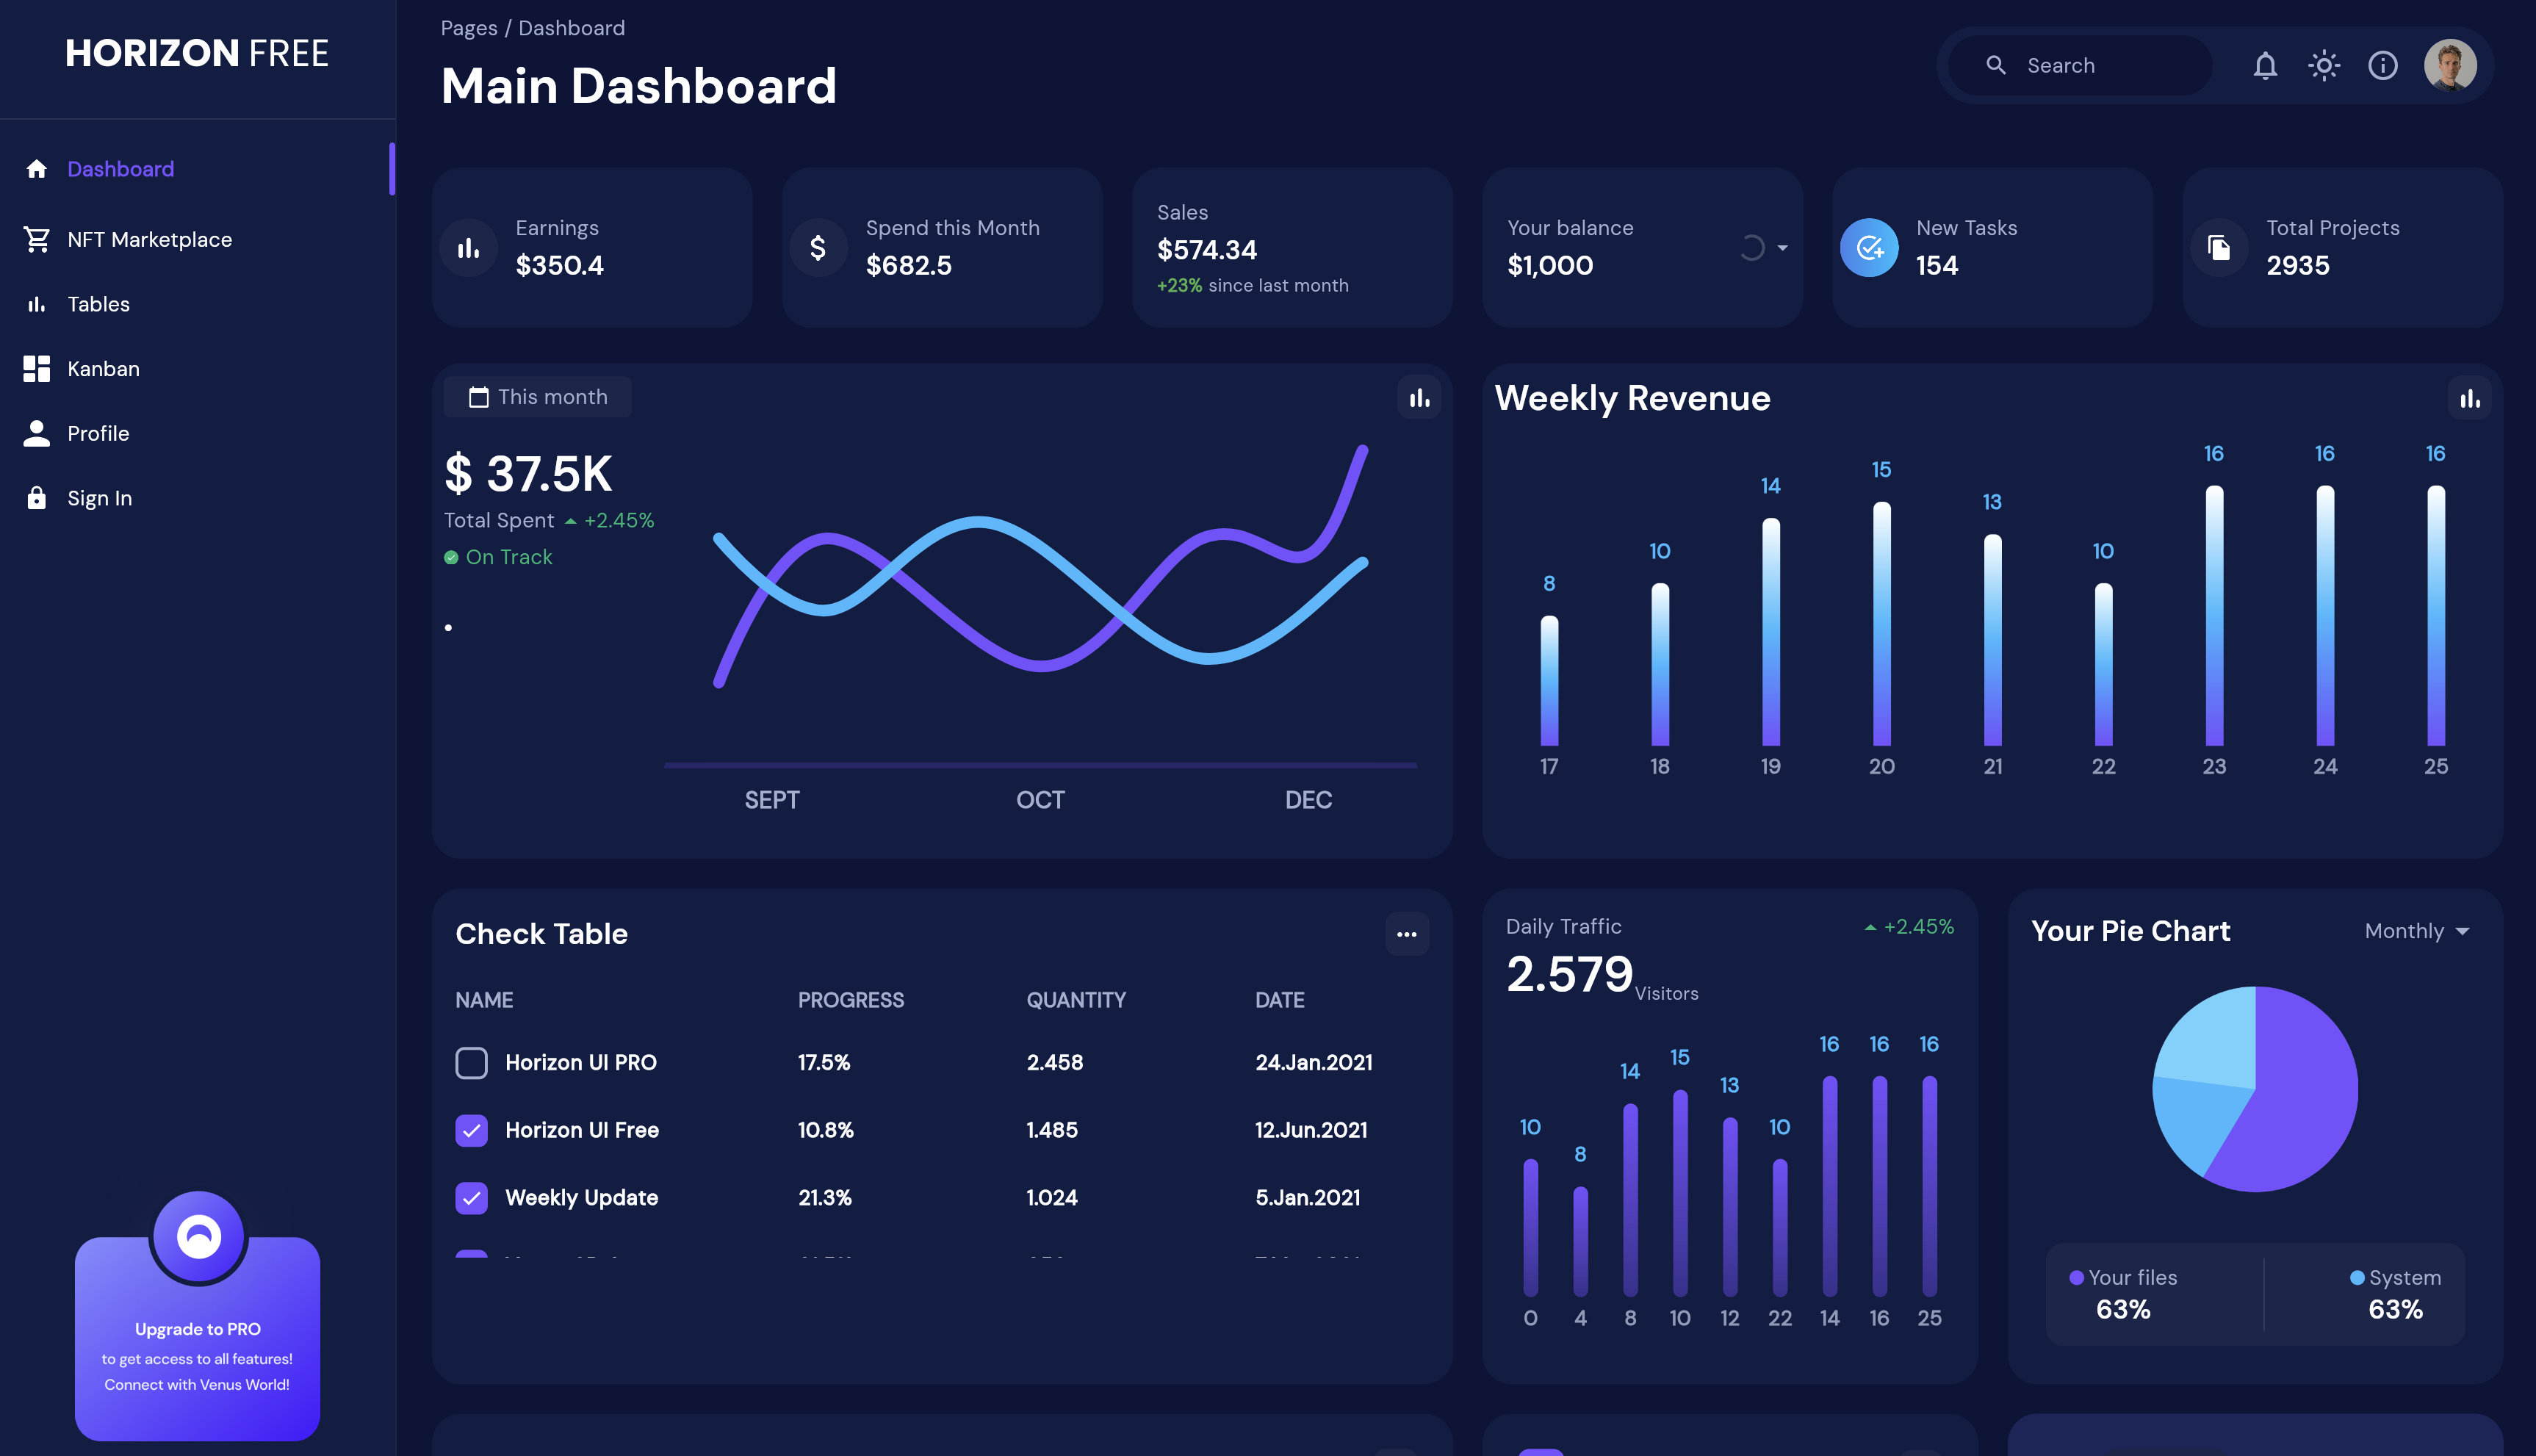 HORIZON FREE
Dashboard
NFT Marketplace
Tables
Kanban
Profile
Sign In
Upgrade to PRO
to get access to all features!
Connect with Venus World!
Pages / Dashboard
Main Dashboard
Search
Earnings
$350.4
Spend this Month
$682.5
Sales
$574.34
+23% since last month
Your balance
$1,000
New Tasks
154
Total Projects
2935
This month
$ 37.5K
Total Spent +2.45%
On Track
SEPT OCT DEC
Weekly Revenue
8 10 14 15 13 10 16 16 16
17 18 19 20 21 22 23 24 25
Check Table
NAME PROGRESS QUANTITY DATE
Horizon UI PRO 17.5% 2.458 24.Jan.2021
Horizon UI Free 10.8% 1.485 12.Jun.2021
Weekly Update 21.3% 1.024 5.Jan.2021
Daily Traffic +2.45%
2.579 Visitors
10 8 14 15 13 10 16 16 16
0 4 8 10 12 22 14 16 25
Your Pie Chart Monthly
Your files System
63% 63%